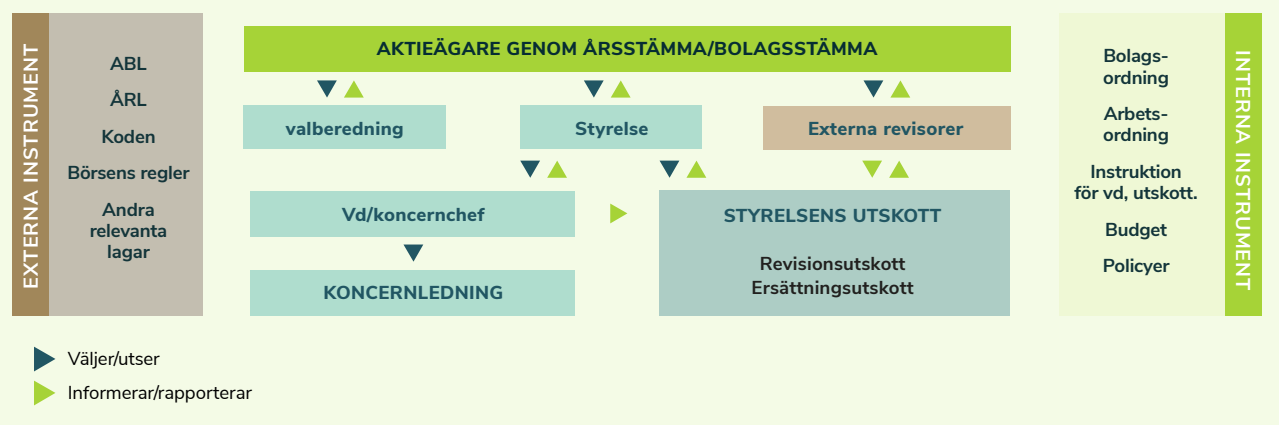 EXTERNA INSTRUMENT
ABL
ÅRL
Koden
Börsens regler
Andra
relevanta
lagar
AKTIEÄGARE GENOM ÅRSSTÄMMA/BOLAGSSTÄMMA
valberedning
Styrelse
Externa revisorer
Vd/koncernchef
KONCERNLEDNING
STYRELSENS UTSKOTT
Revisionsutskott
Ersättningsutskott
Bolags-
ordning
Arbets-
ordning
Instruktion
för vd, utskott.
Budget
Policyer
INTERNA INSTRUMENT
Väljer/utser
Informerar/rapporterar